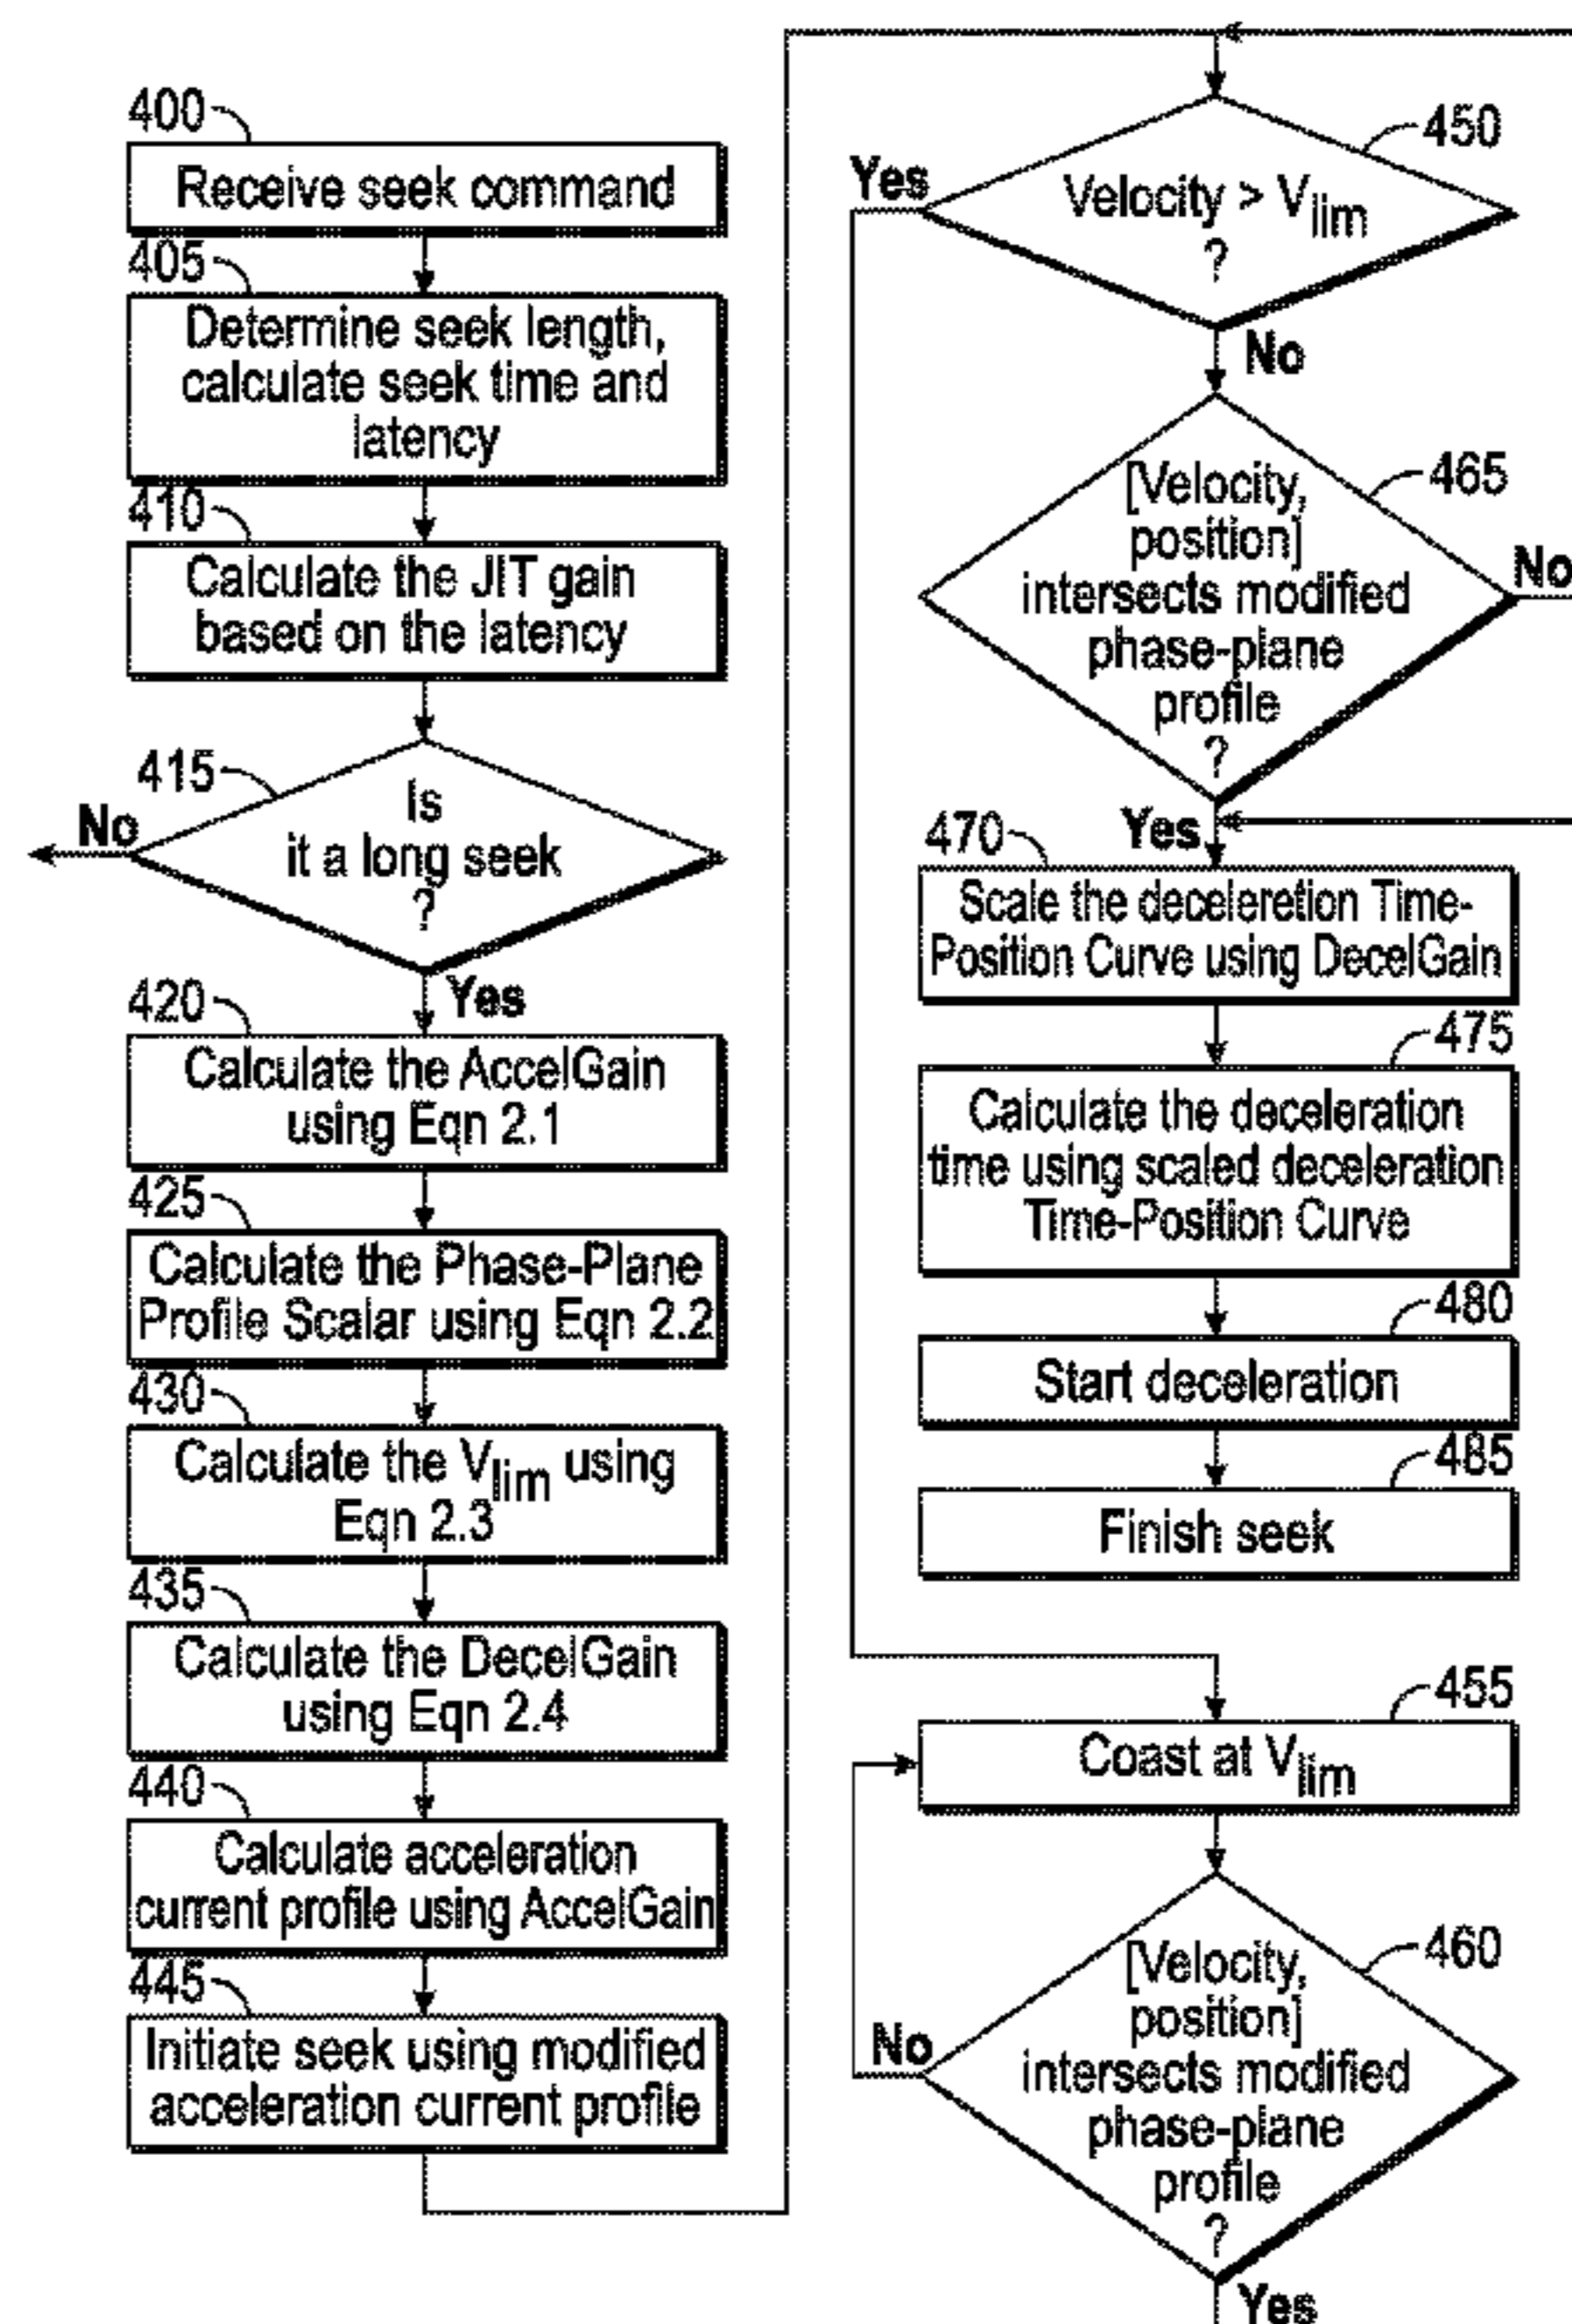 400
Receive seek command
405
Determine seek length,
calculate seek time and
latency
410
Calculate the JIT gain
based on the latency
415
Is
it a long seek
?
No
Yes
420
Calculate the AccelGain
using Eqn 2.1
425
Calculate the Phase-Plane
Profile Scalar using Eqn 2.2
430
Calculate the Vlim using
Eqn 2.3
435
Calculate the DecelGain
using Eqn 2.4
440
Calculate acceleration
current profile using AccelGain
445
Initiate seek using modified
acceleration current profile
450
Velocity > Vlim
?
Yes
No
465
[Velocity,
position]
intersects modified
phase-plane
profile
?
No
Yes
470
Scale the deceleretion Time-
Position Curve using DecelGain
475
Calculate the deceleration
time using scaled deceleration
Time-Position Curve
480
Start deceleration
485
Finish seek
455
Coast at Vlim
460
[Velocity,
position]
intersects modified
phase-plane
profile
?
No
Yes